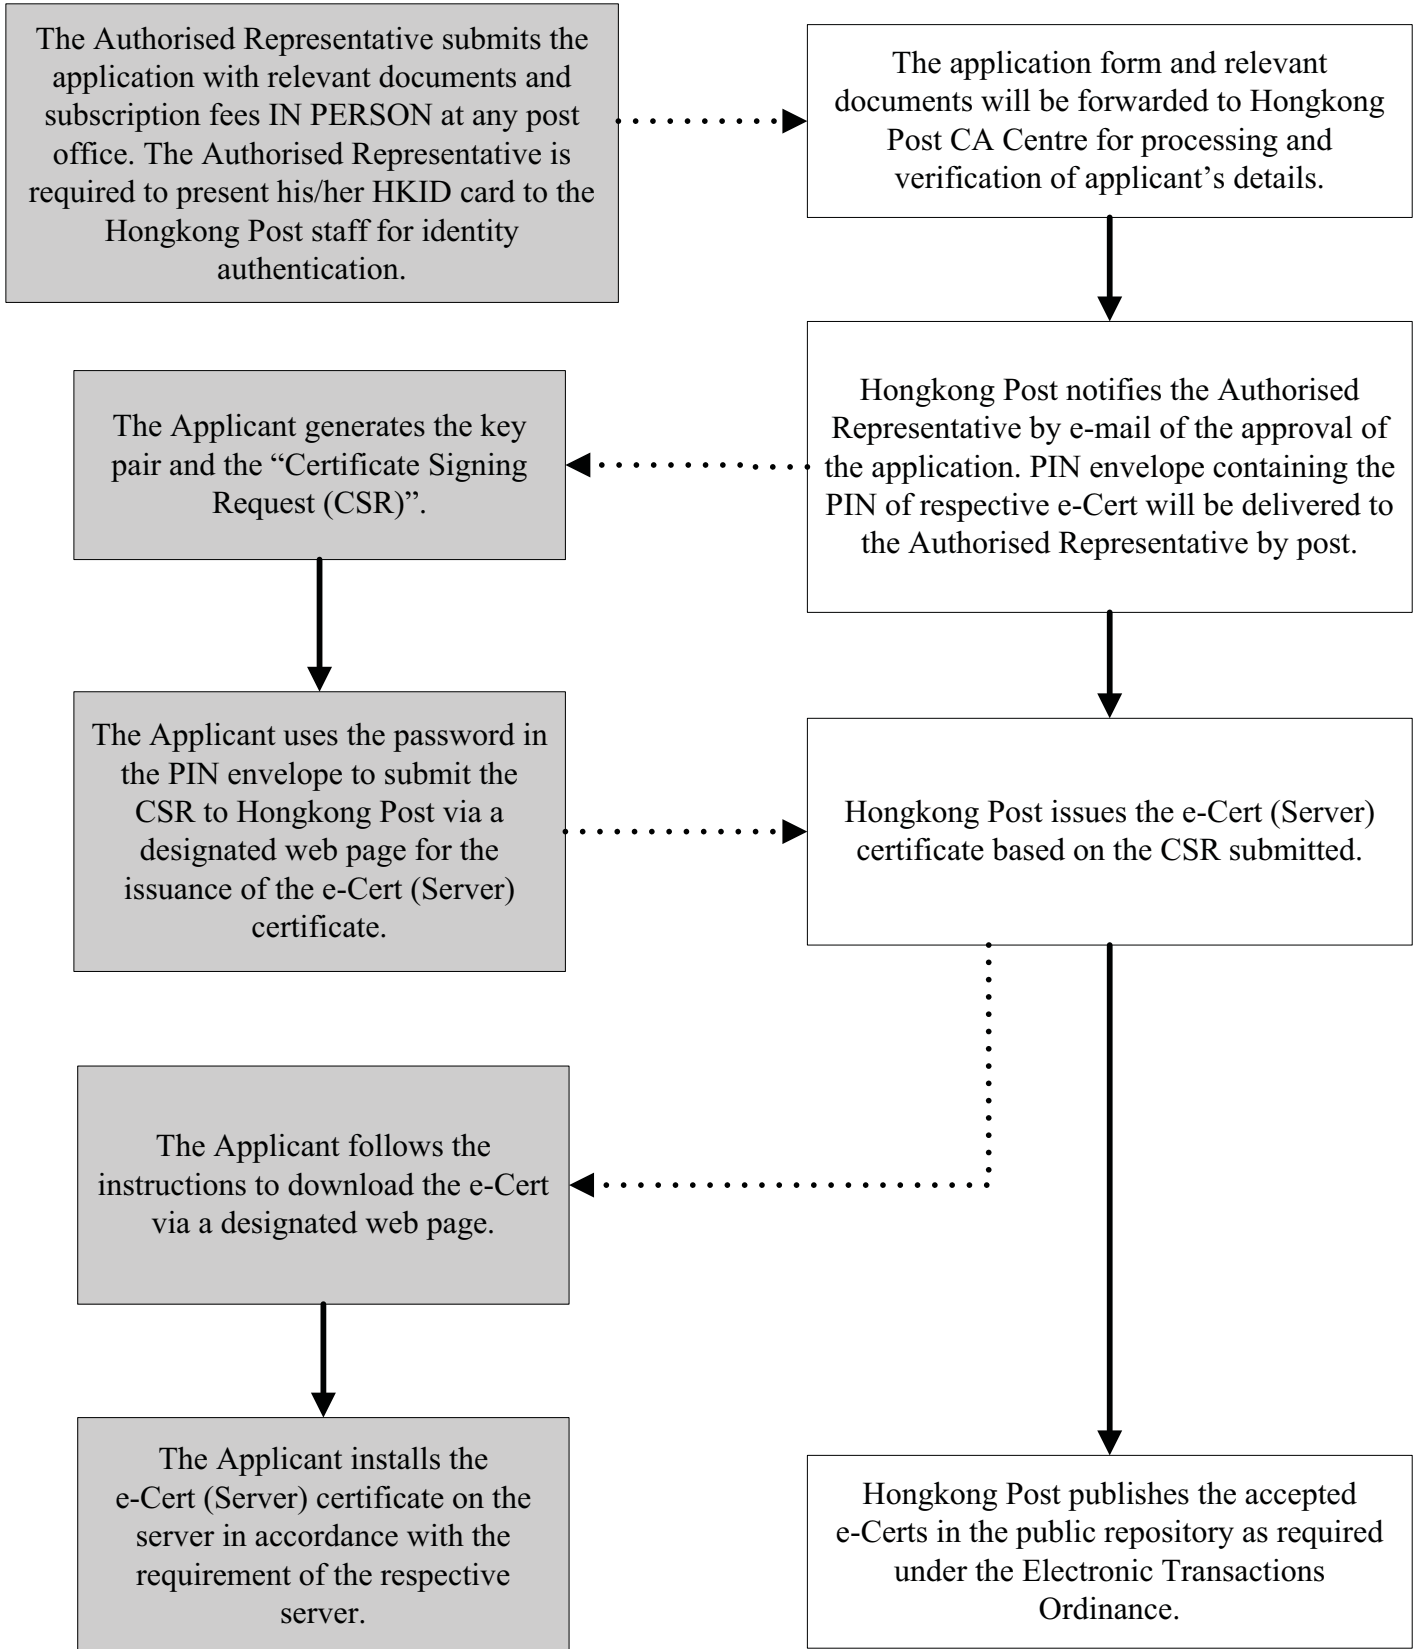 The Authorised Representative submits the
application with relevant documents and
subscription fees IN PERSON at any post
office. The Authorised Representative is
required to present his/her HKID card to the
Hongkong Post staff for identity
authentication.
The application form and relevant
documents will be forwarded to Hongkong
Post CA Centre for processing and
verification of applicant’s details.
Hongkong Post notifies the Authorised
Representative by e-mail of the approval of
the application. PIN envelope containing the
PIN of respective e-Cert will be delivered to
the Authorised Representative by post.
The Applicant generates the key
pair and the “Certificate Signing
Request (CSR)”.
The Applicant uses the password in
the PIN envelope to submit the
CSR to Hongkong Post via a
designated web page for the
issuance of the e-Cert (Server)
certificate.
Hongkong Post issues the e-Cert (Server)
certificate based on the CSR submitted.
The Applicant follows the
instructions to download the e-Cert
via a designated web page.
The Applicant installs the
e-Cert (Server) certificate on the
server in accordance with the
requirement of the respective
server.
Hongkong Post publishes the accepted
e-Certs in the public repository as required
under the Electronic Transactions
Ordinance.